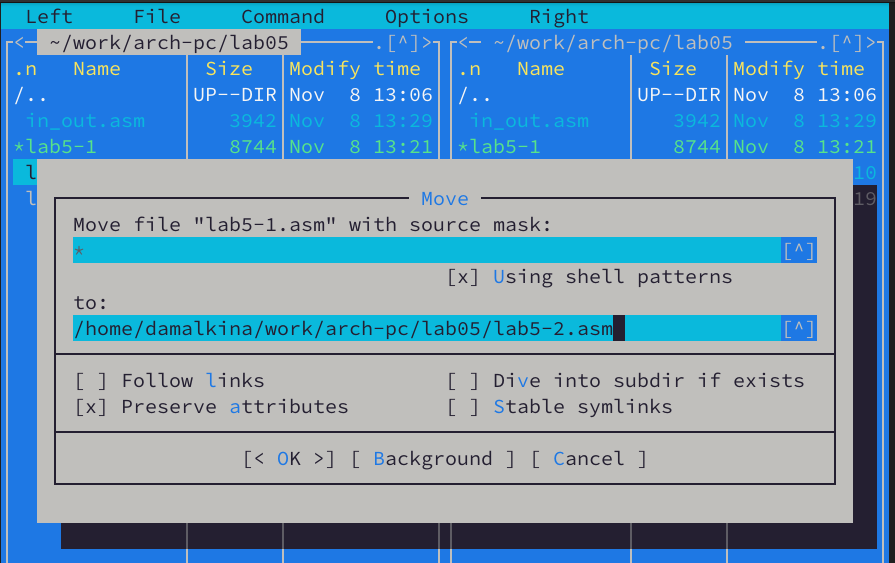 Left File Command Options Right
<─ ~/work/arch-pc/lab05 ─.[^]> <─ ~/work/arch-pc/lab05 ─.[^]>
.n Name Size Modify time .n Name Size Modify time
/.. UP--DIR Nov 8 13:06 /.. UP--DIR Nov 8 13:06
in_out.asm 3942 Nov 8 13:29 in_out.asm 3942 Nov 8 13:29
*lab5-1 8744 Nov 8 13:21 *lab5-1 8744 Nov 8 13:21
l 10
l 19
Move
Move file "lab5-1.asm" with source mask:
* [^]
[x] Using shell patterns
to:
/home/damalkina/work/arch-pc/lab05/lab5-2.asm [^]
[ ] Follow links [ ] Dive into subdir if exists
[x] Preserve attributes [ ] Stable symlinks
[< OK >] [ Background ] [ Cancel ]